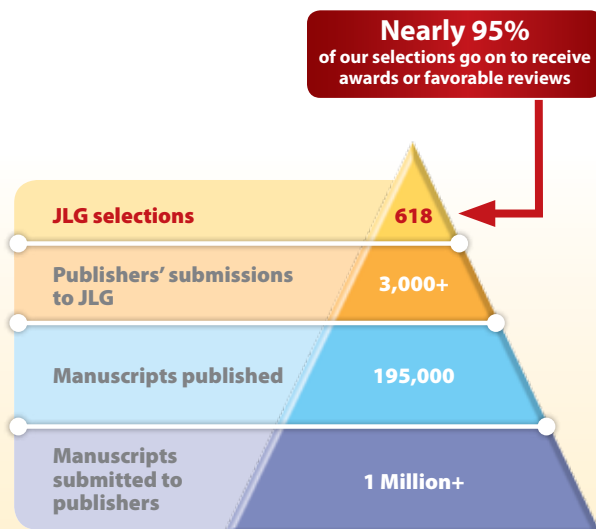 Nearly 95%
of our selections go on to receive
awards or favorable reviews
JLG selections
618
Publishers’ submissions
to JLG
3,000+
Manuscripts published
195,000
Manuscripts
submitted to
publishers
1 Million+